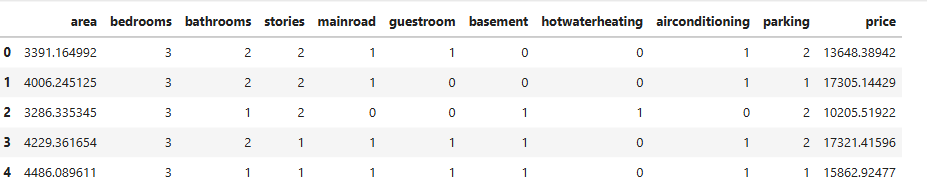 area bedrooms bathrooms stories mainroad guestroom basement hotwaterheating airconditioning parking price
0 3391.164992 3 2 2 1 1 0 0 1 2 13648.38942
1 4006.245125 3 2 2 1 0 0 0 1 1 17305.14429
2 3286.335345 3 1 2 0 0 1 1 0 2 10205.51922
3 4229.361654 3 2 1 1 1 1 0 1 2 17321.41596
4 4486.089611 3 1 1 1 1 1 0 1 1 15862.92477